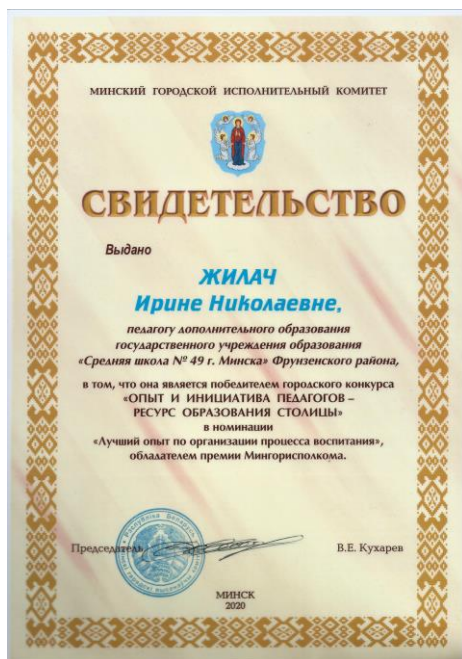 МИНСКИЙ ГОРОДСКОЙ ИСПОЛНИТЕЛЬНЫЙ КОМИТЕТ
СВИДЕТЕЛЬСТВО
Выдано
ЖИЛАЧ
Ирине Николаевне,
педагогу дополнительного образования
государственного учреждения образования
«Средняя школа № 49 г. Минска» Фрунзенского района,
в том, что она является победителем городского конкурса
«ОПЫТ И ИНИЦИАТИВА ПЕДАГОГОВ –
РЕСУРС ОБРАЗОВАНИЯ СТОЛИЦЫ»
в номинации
«Лучший опыт по организации процесса воспитания»,
обладателем премии Мингорисполкома.
Председатель
В.Е. Кухарев
МИНСК
2020